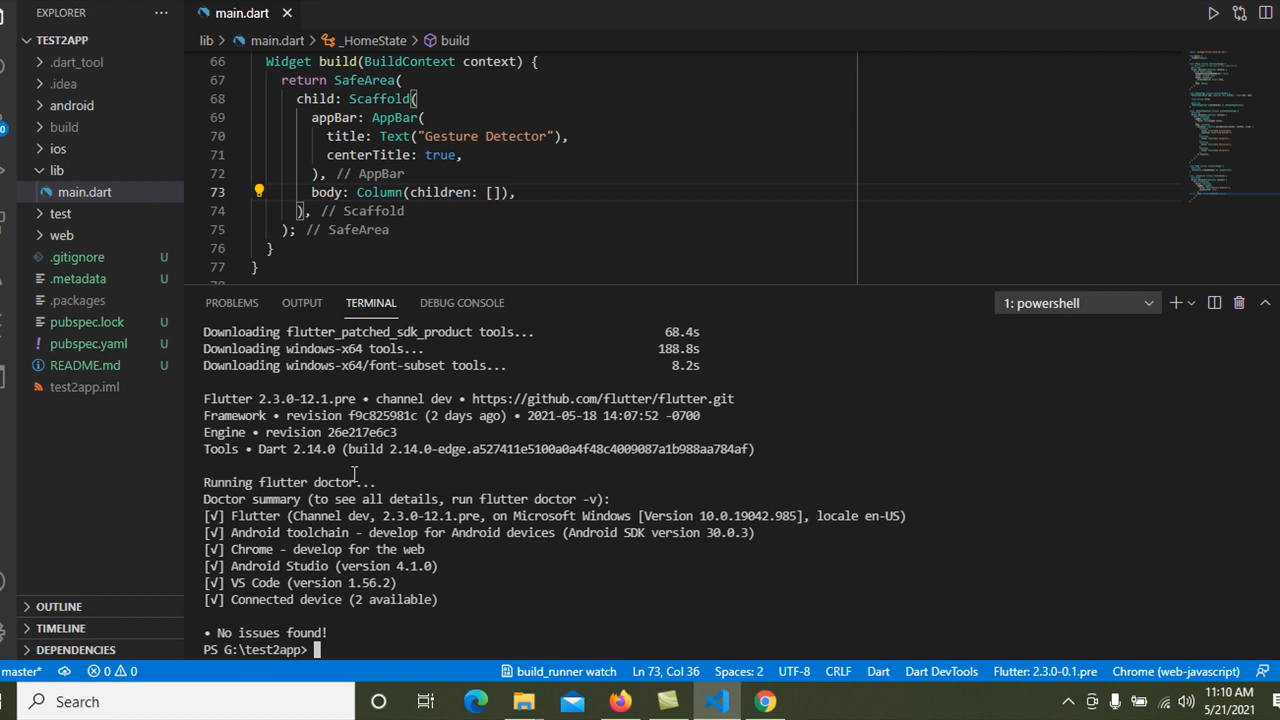 EXPLORER
···
main.dart
TEST2APP
.dart_tool
.idea
android
build
ios
lib
main.dart
test
web
.gitignore U
.metadata U
.packages
pubspec.lock U
pubspec.yaml U
README.md U
test2app.iml
OUTLINE
TIMELINE
DEPENDENCIES
lib > main.dart > _HomeState > build
66 Widget build(BuildContext context) {
67 return SafeArea(
68 child: Scaffold(
69 appBar: AppBar(
70 title: Text("Gesture Detector"),
71 centerTitle: true,
72 ), // AppBar
73 body: Column(children: []),
74 ), // Scaffold
75 ); // SafeArea
76 }
77 }
PROBLEMS OUTPUT TERMINAL DEBUG CONSOLE 1: powershell
Downloading flutter_patched_sdk_product tools... 68.4s
Downloading windows-x64 tools... 188.8s
Downloading windows-x64/font-subset tools... 8.2s
Flutter 2.3.0-12.1.pre • channel dev • https://github.com/flutter/flutter.git
Framework • revision f9c825981c (2 days ago) • 2021-05-18 14:07:52 -0700
Engine • revision 26e217e6c3
Tools • Dart 2.14.0 (build 2.14.0-edge.a527411e5100a0a4f48c4009087a1b988aa784af)
Running flutter doctor...
Doctor summary (to see all details, run flutter doctor -v):
[√] Flutter (Channel dev, 2.3.0-12.1.pre, on Microsoft Windows [Version 10.0.19042.985], locale en-US)
[√] Android toolchain - develop for Android devices (Android SDK version 30.0.3)
[√] Chrome - develop for the web
[√] Android Studio (version 4.1.0)
[√] VS Code (version 1.56.2)
[√] Connected device (2 available)
• No issues found!
PS G:\test2app>
master* 0 0 build_runner watch Ln 73, Col 36 Spaces: 2 UTF-8 CRLF Dart Dart DevTools Flutter: 2.3.0-0.1.pre Chrome (web-javascript)
Search
11:10 AM
5/21/2021